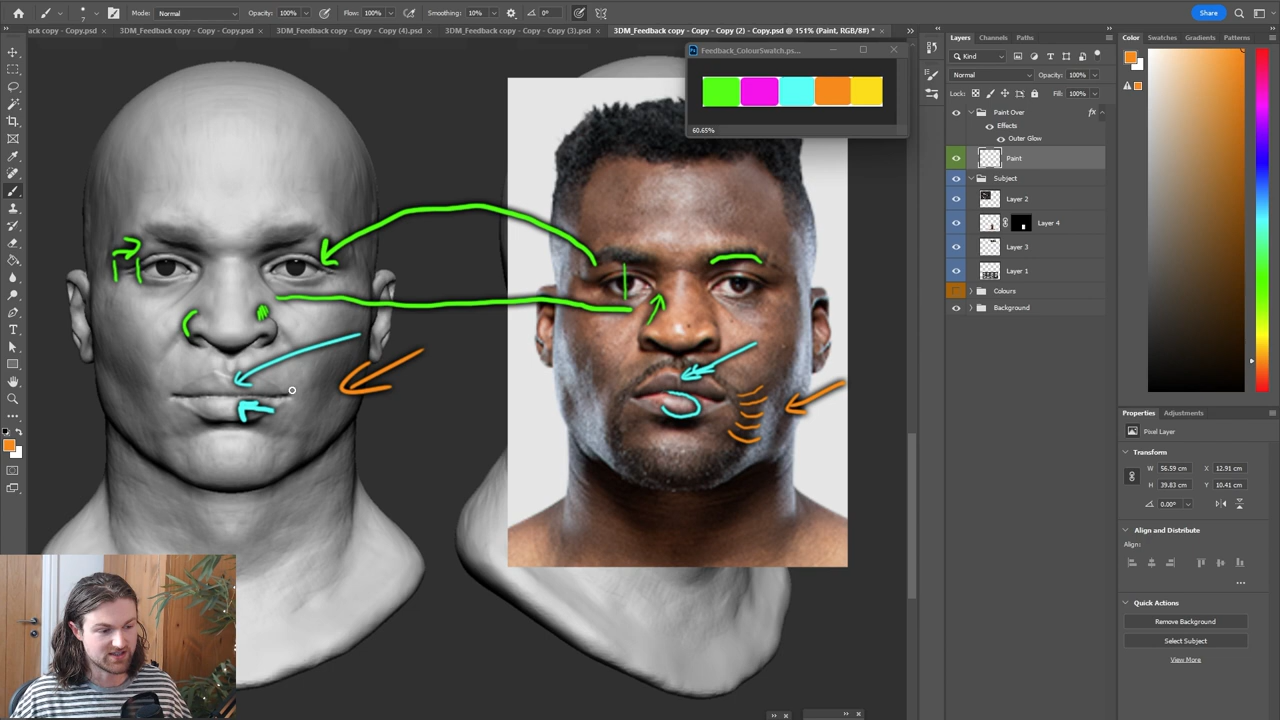 Mode: Normal Opacity: 100% Flow: 100% Smoothing: 10% 0° Share
7
ack copy - Copy.psd × 3DM_Feedback copy - Copy - Copy.psd × 3DM_Feedback copy - Copy (4).psd × 3DM_Feedback copy - Copy (3).psd × 3DM_Feedback copy - Copy (2) - Copy.psd @ 151% (Paint, RGB/8#) *
Feedback_ColourSwatch.ps...
60.65%
Layers Channels Paths
Kind
Normal Opacity: 100%
Lock: Fill: 100%
Paint Over fx
Effects
Outer Glow
Paint
Subject
Layer 2
Layer 4
Layer 3
Layer 1
Colours
Background
Color Swatches Gradients Patterns
Properties Adjustments
Pixel Layer
Transform
W 56.59 cm X 12.91 cm
H 39.83 cm Y 10.41 cm
0.00°
Align and Distribute
Align:
Quick Actions
Remove Background
Select Subject
View More